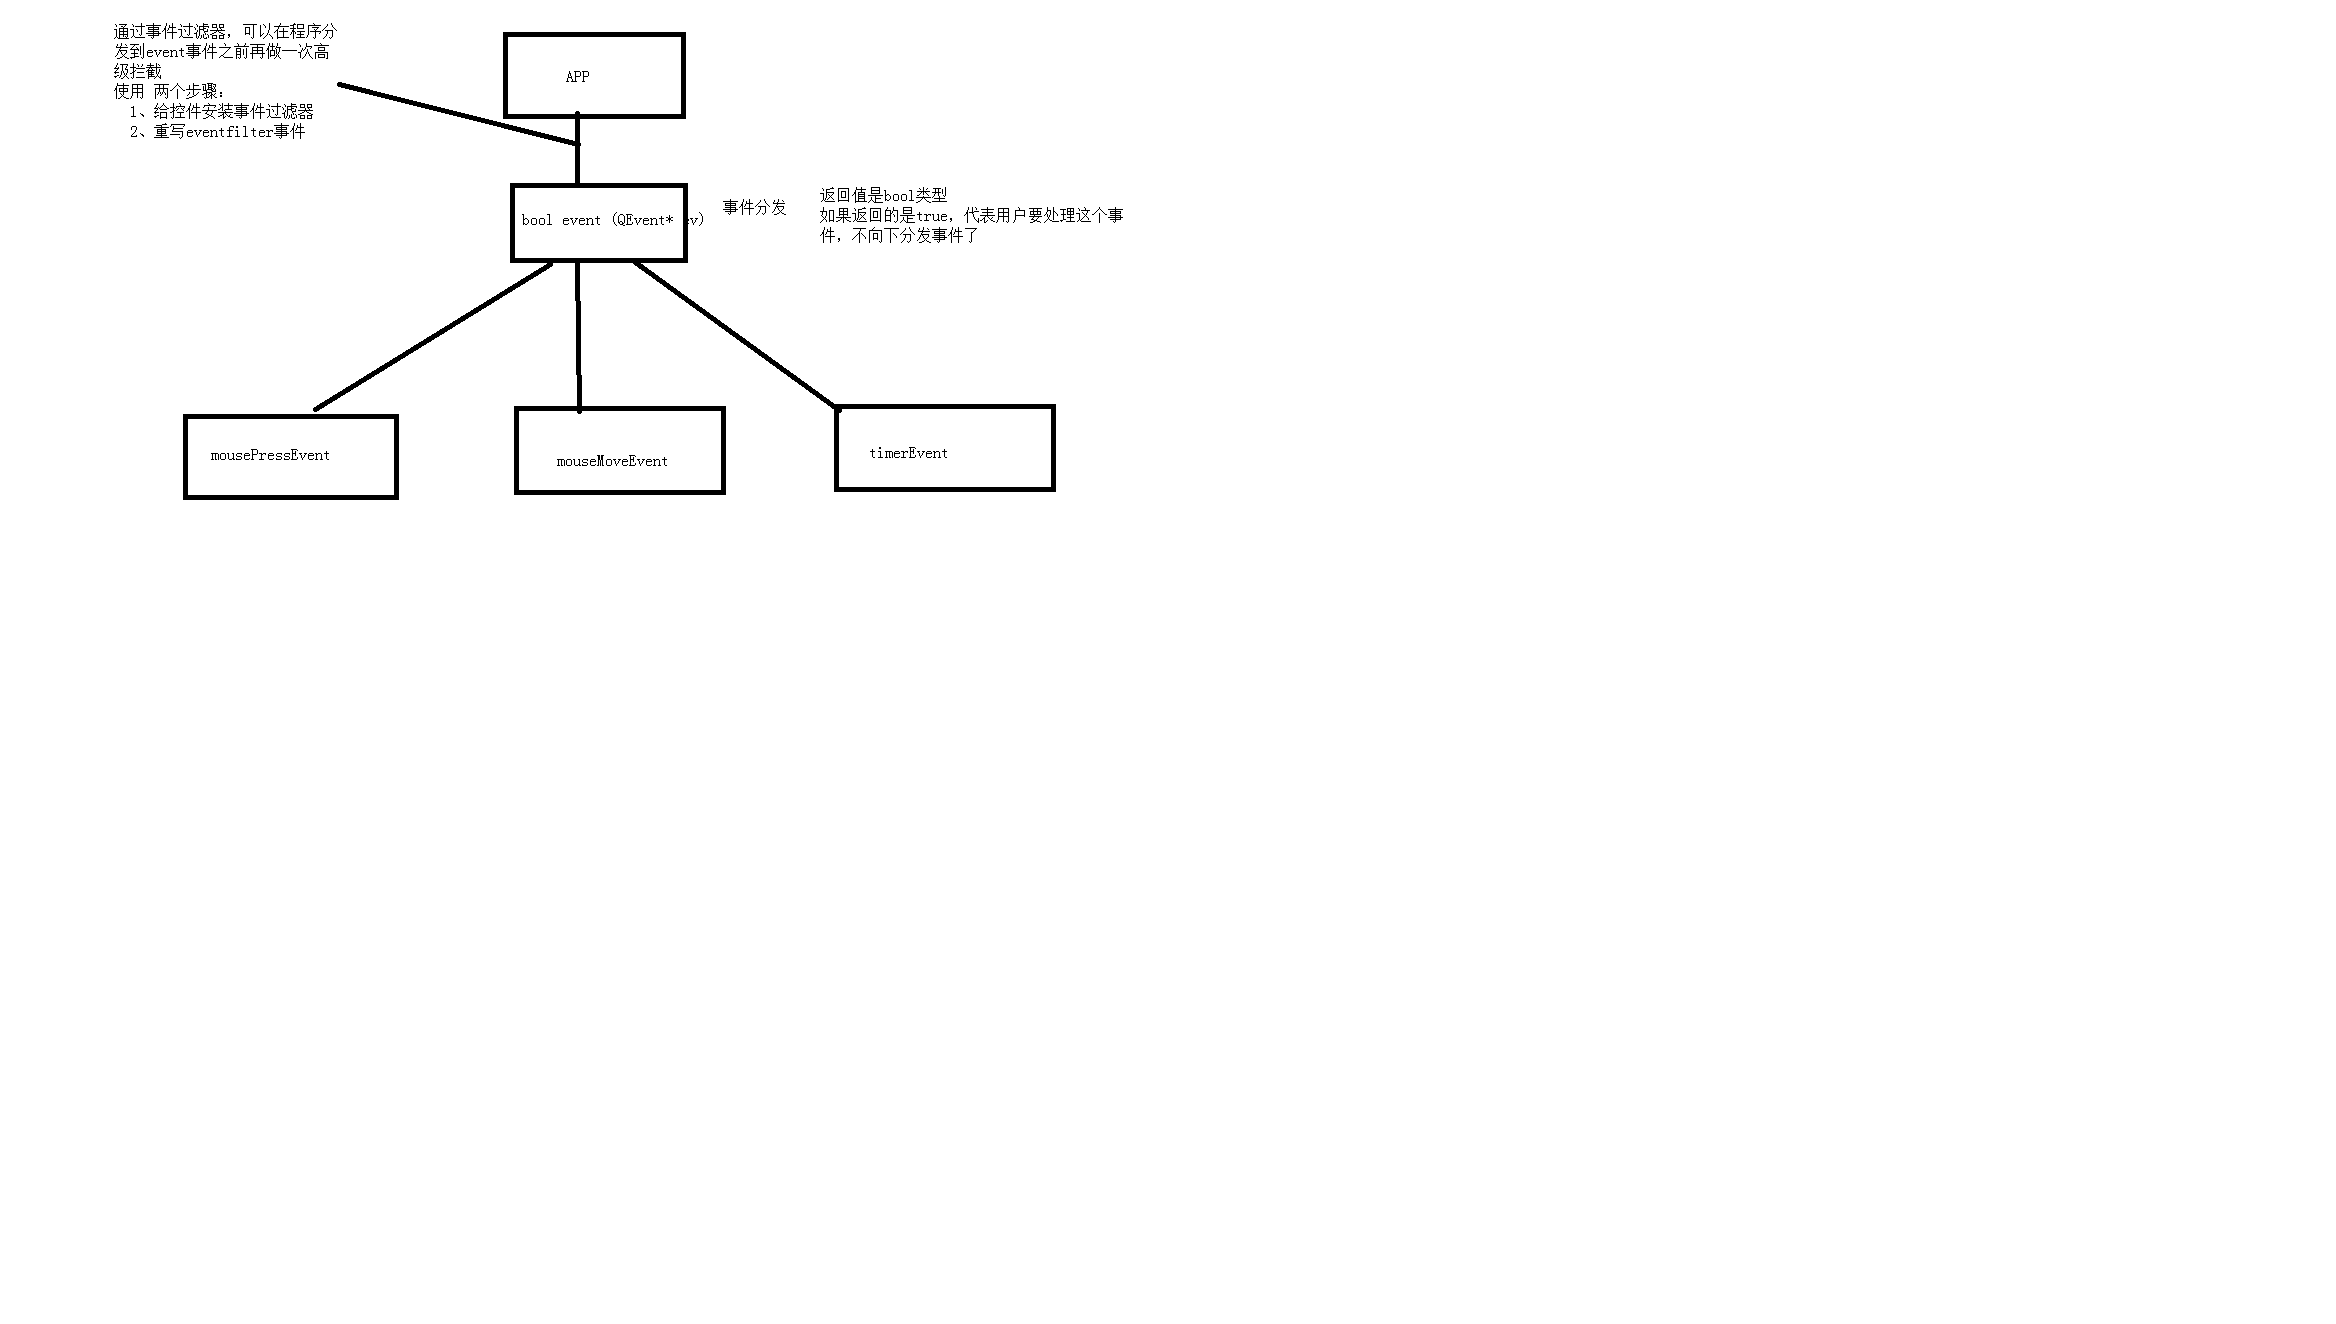 通过事件过滤器，可以在程序分
发到event事件之前再做一次高
级拦截
使用 两个步骤：
1、给控件安装事件过滤器
2、重写eventfilter事件
APP
bool event (QEvent* ev)
事件分发
返回值是bool类型
如果返回的是true，代表用户要处理这个事
件，不向下分发事件了
mousePressEvent
mouseMoveEvent
timerEvent